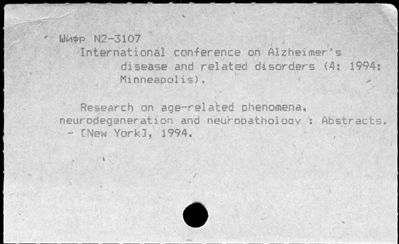 Шифр N2-3107
International conference on Alzheimer's
disease and related disorders (4; 1994;
Minneapolis).
Research on age-related phenomena,
neurodegeneration and neuropathology : Abstracts.
- [New York], 1994.